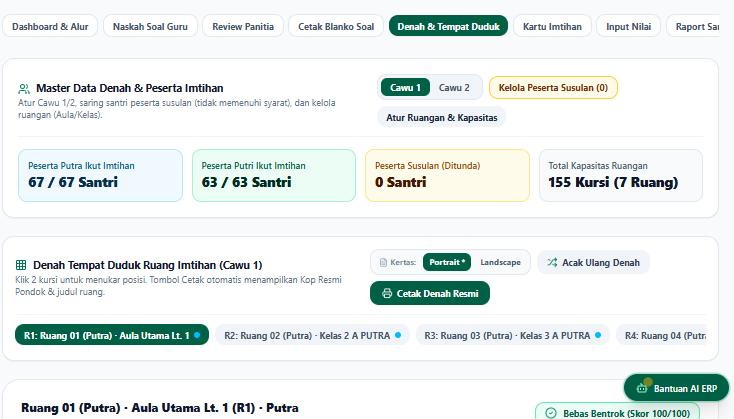 Dashboard & Alur
Naskah Soal Guru
Review Panitia
Cetak Blanko Soal
Denah & Tempat Duduk
Kartu Imtihan
Input Nilai
Raport San
Master Data Denah & Peserta Imtihan
Atur Cawu 1/2, saring santri peserta susulan (tidak memenuhi syarat), dan kelola
ruangan (Aula/Kelas).
Cawu 1
Cawu 2
Kelola Peserta Susulan (0)
Atur Ruangan & Kapasitas
Peserta Putra Ikut Imtihan
67 / 67 Santri
Peserta Putri Ikut Imtihan
63 / 63 Santri
Peserta Susulan (Ditunda)
0 Santri
Total Kapasitas Ruangan
155 Kursi (7 Ruang)
Denah Tempat Duduk Ruang Imtihan (Cawu 1)
Klik 2 kursi untuk menukar posisi. Tombol Cetak otomatis menampilkan Kop Resmi
Pondok & judul ruang.
Kertas:
Portrait *
Landscape
Acak Ulang Denah
Cetak Denah Resmi
R1: Ruang 01 (Putra) · Aula Utama Lt. 1
R2: Ruang 02 (Putra) · Kelas 2 A PUTRA
R3: Ruang 03 (Putra) · Kelas 3 A PUTRA
R4: Ruang 04 (Putra
Ruang 01 (Putra) · Aula Utama Lt. 1 (R1) · Putra
Bebas Bentrok (Skor 100/100)
Bantuan AI ERP